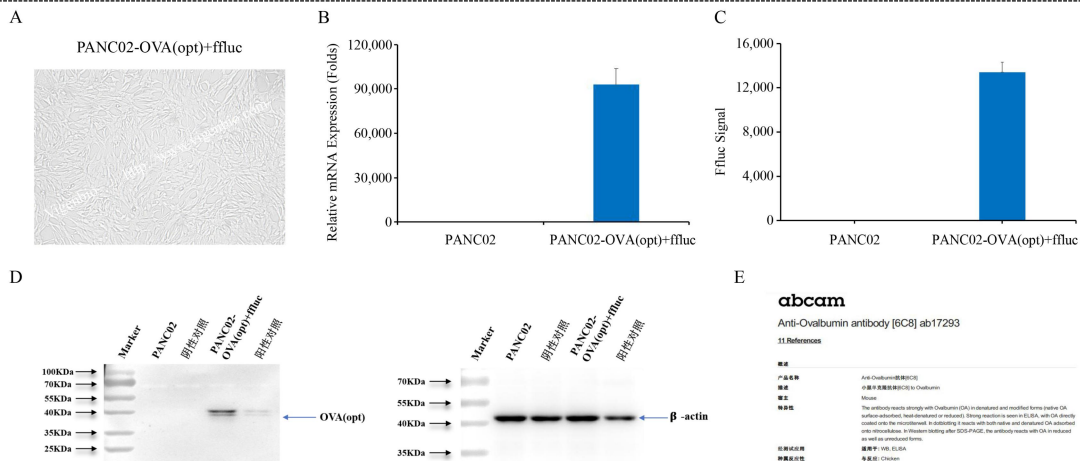 A
PANC02-OVA(opt)+ffluc
B
Relative mRNA Expression (Folds)
120,000
90,000
60,000
30,000
0
PANC02
PANC02-OVA(opt)+ffluc
C
Ffluc Signal
16,000
12,000
8,000
4,000
0
PANC02
PANC02-OVA(opt)+ffluc
D
Marker
PANC02
阴性对照
PANC02-
OVA(opt)+ffluc
阳性对照
100KDa
70KDa
55KDa
40KDa
35KDa
25KDa
OVA(opt)
Marker
PANC02
阴性对照
PANC02-
OVA(opt)+ffluc
阳性对照
70KDa
55KDa
40KDa
35KDa
β -actin
E
abcam
Anti-Ovalbumin antibody [6C8] ab17293
11 References
概述
产品名称 Anti-Ovalbumin抗体[6C8]
描述 小鼠单克隆抗体[6C8] to Ovalbumin
宿主 Mouse
特异性 The antibody reacts strongly with Ovalbumin (OA) in denatured and modified forms (native OA
surface-adsorbed, heat-denatured or reduced). Strong reaction is seen in ELISA, with OA directly
coated onto the microtiterwell. In dotblotting it reacts with both native and denatured OA adsorbed
onto nitrocellulose. In Western blotting after SDS-PAGE, the antibody reacts with OA in reduced
as well as unreduced forms.
经测试应用 适用于: WB, ELISA
种属反应性 与反应: Chicken